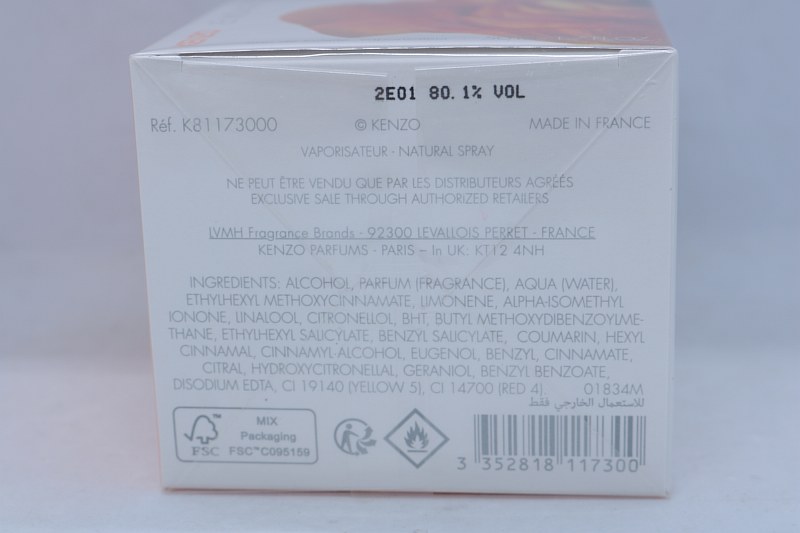 2E01 80.1% VOL
Réf. K81173000 © KENZO MADE IN FRANCE
VAPORISATEUR - NATURAL SPRAY
NE PEUT ÊTRE VENDU QUE PAR LES DISTRIBUTEURS AGRÉÉS
EXCLUSIVE SALE THROUGH AUTHORIZED RETAILERS
LVMH Fragrance Brands - 92300 LEVALLOIS PERRET - FRANCE
KENZO PARFUMS - PARIS – In UK: KT12 4NH
INGREDIENTS: ALCOHOL, PARFUM (FRAGRANCE), AQUA (WATER),
ETHYLHEXYL METHOXYCINNAMATE, LIMONENE, ALPHA-ISOMETHYL
IONONE, LINALOOL, CITRONELLOL, BHT, BUTYL METHOXYDIBENZOYLME-
THANE, ETHYLHEXYL SALICYLATE, BENZYL SALICYLATE, COUMARIN, HEXYL
CINNAMAL, CINNAMYL ALCOHOL, EUGENOL, BENZYL, CINNAMATE,
CITRAL, HYDROXYCITRONELLAL, GERANIOL, BENZYL BENZOATE,
DISODIUM EDTA, CI 19140 (YELLOW 5), CI 14700 (RED 4). 01834M
للاستعمال الخارجي فقط
MIX
Packaging
FSC™ FSC™C095159
3 352818 117300